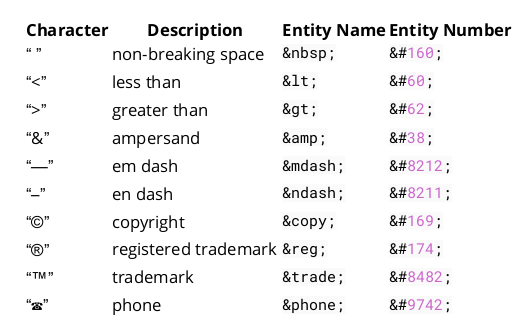 Character Description Entity Name Entity Number
“ ” non-breaking space &nbsp; &#160;
“<” less than &lt; &#60;
“>” greater than &gt; &#62;
“&” ampersand &amp; &#38;
“—” em dash &mdash; &#8212;
“–” en dash &ndash; &#8211;
“©” copyright &copy; &#169;
“®” registered trademark &reg; &#174;
“™” trademark &trade; &#8482;
“☎” phone &phone; &#9742;